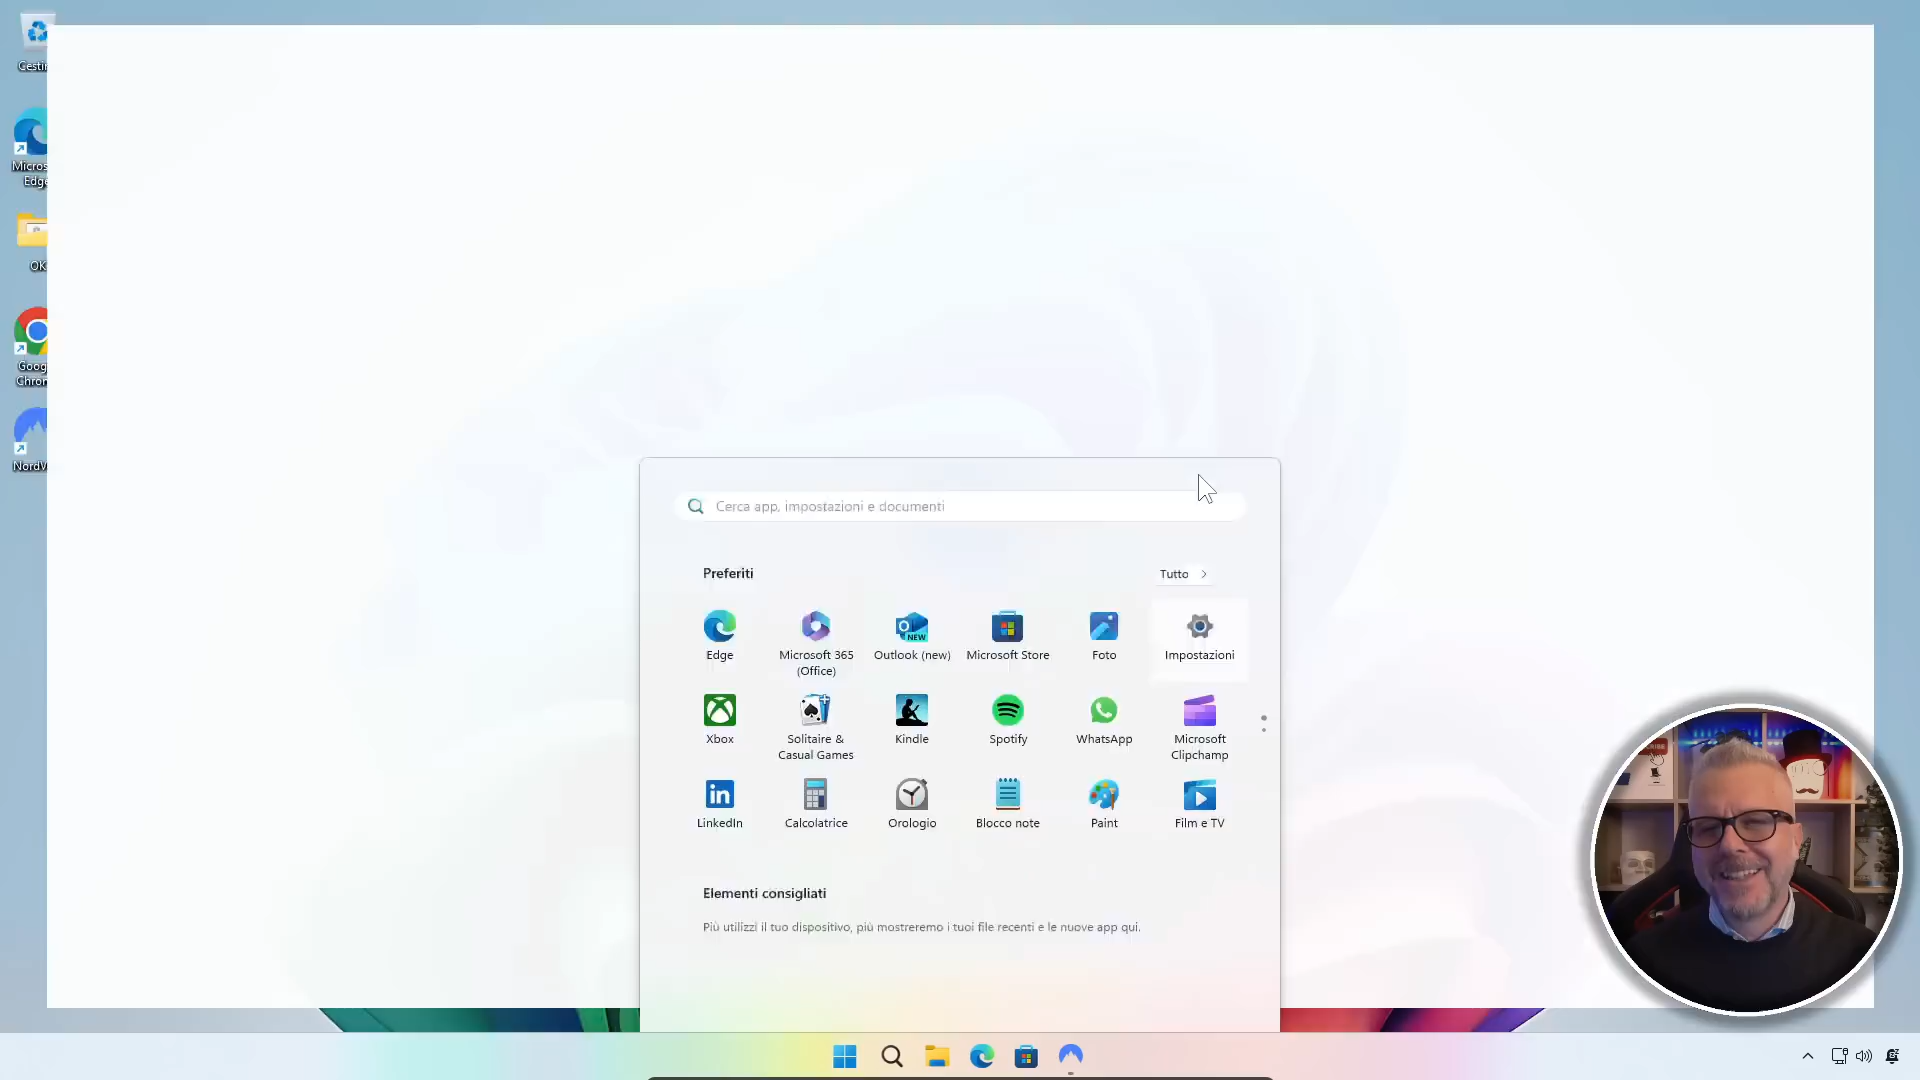 Cestin
Micros
Edge
OK
Goog
Chrom
NordV
Cerca app, impostazioni e documenti
Preferiti
Tutto
Edge
Microsoft 365
(Office)
Outlook (new)
Microsoft Store
Foto
Impostazioni
Xbox
Solitaire &
Casual Games
Kindle
Spotify
WhatsApp
Microsoft
Clipchamp
LinkedIn
Calcolatrice
Orologio
Blocco note
Paint
Film e TV
Elementi consigliati
Più utilizzi il tuo dispositivo, più mostreremo i tuoi file recenti e le nuove app qui.